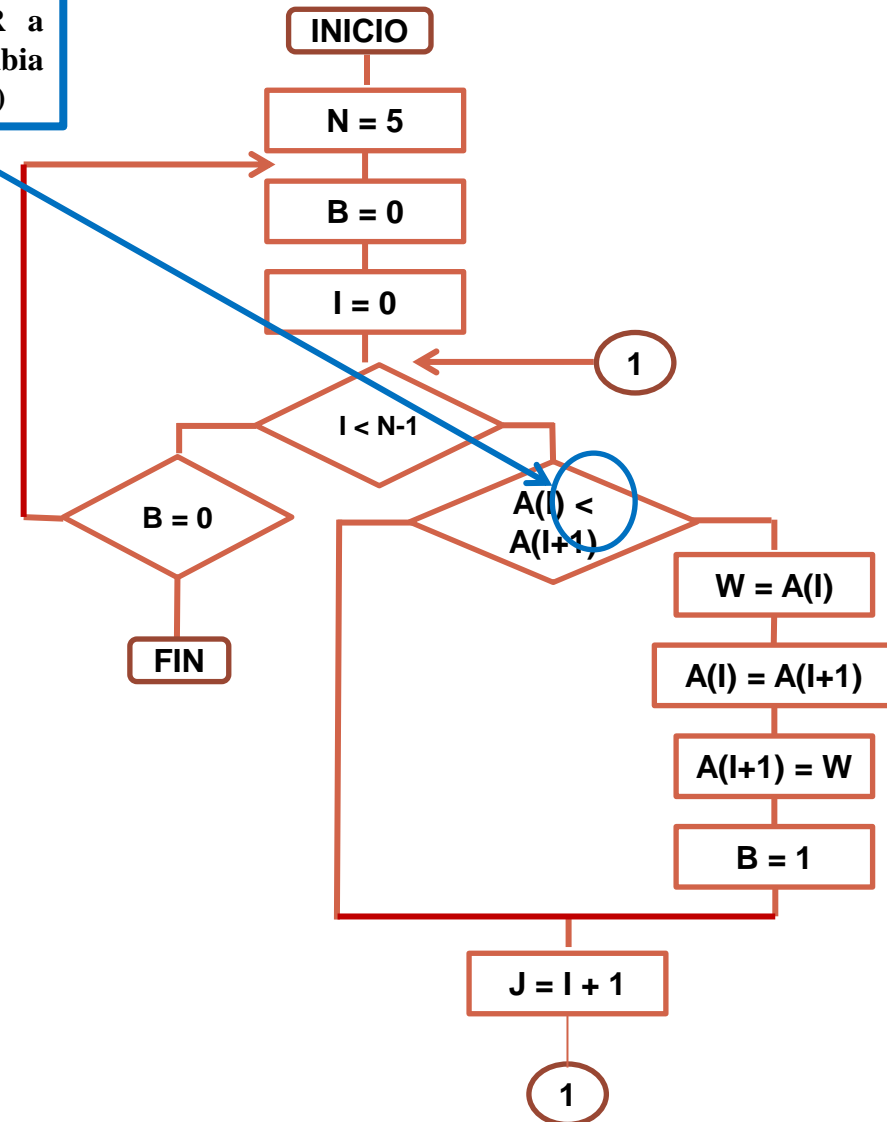 a
)
INICIO
N = 5
B = 0
I = 0
1
I < N-1
B = 0
A(I) <
A(I+1)
W = A(I)
FIN
A(I) = A(I+1)
A(I+1) = W
B = 1
J = I + 1
1